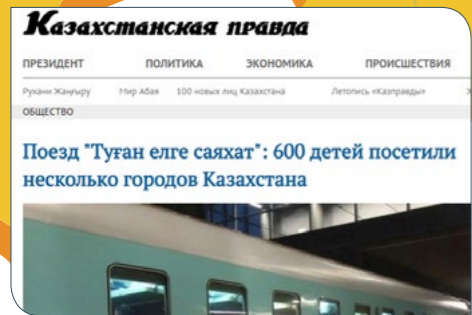 Казахстанская правда
ПРЕЗИДЕНТ ПОЛИТИКА ЭКОНОМИКА ПРОИСШЕСТВИЯ
Рухани Жаңғыру Мир Абая 100 новых лиц Казахстана Летопись «Казправды»
ОБЩЕСТВО
Поезд "Туған елге саяхат": 600 детей посетили
несколько городов Казахстана